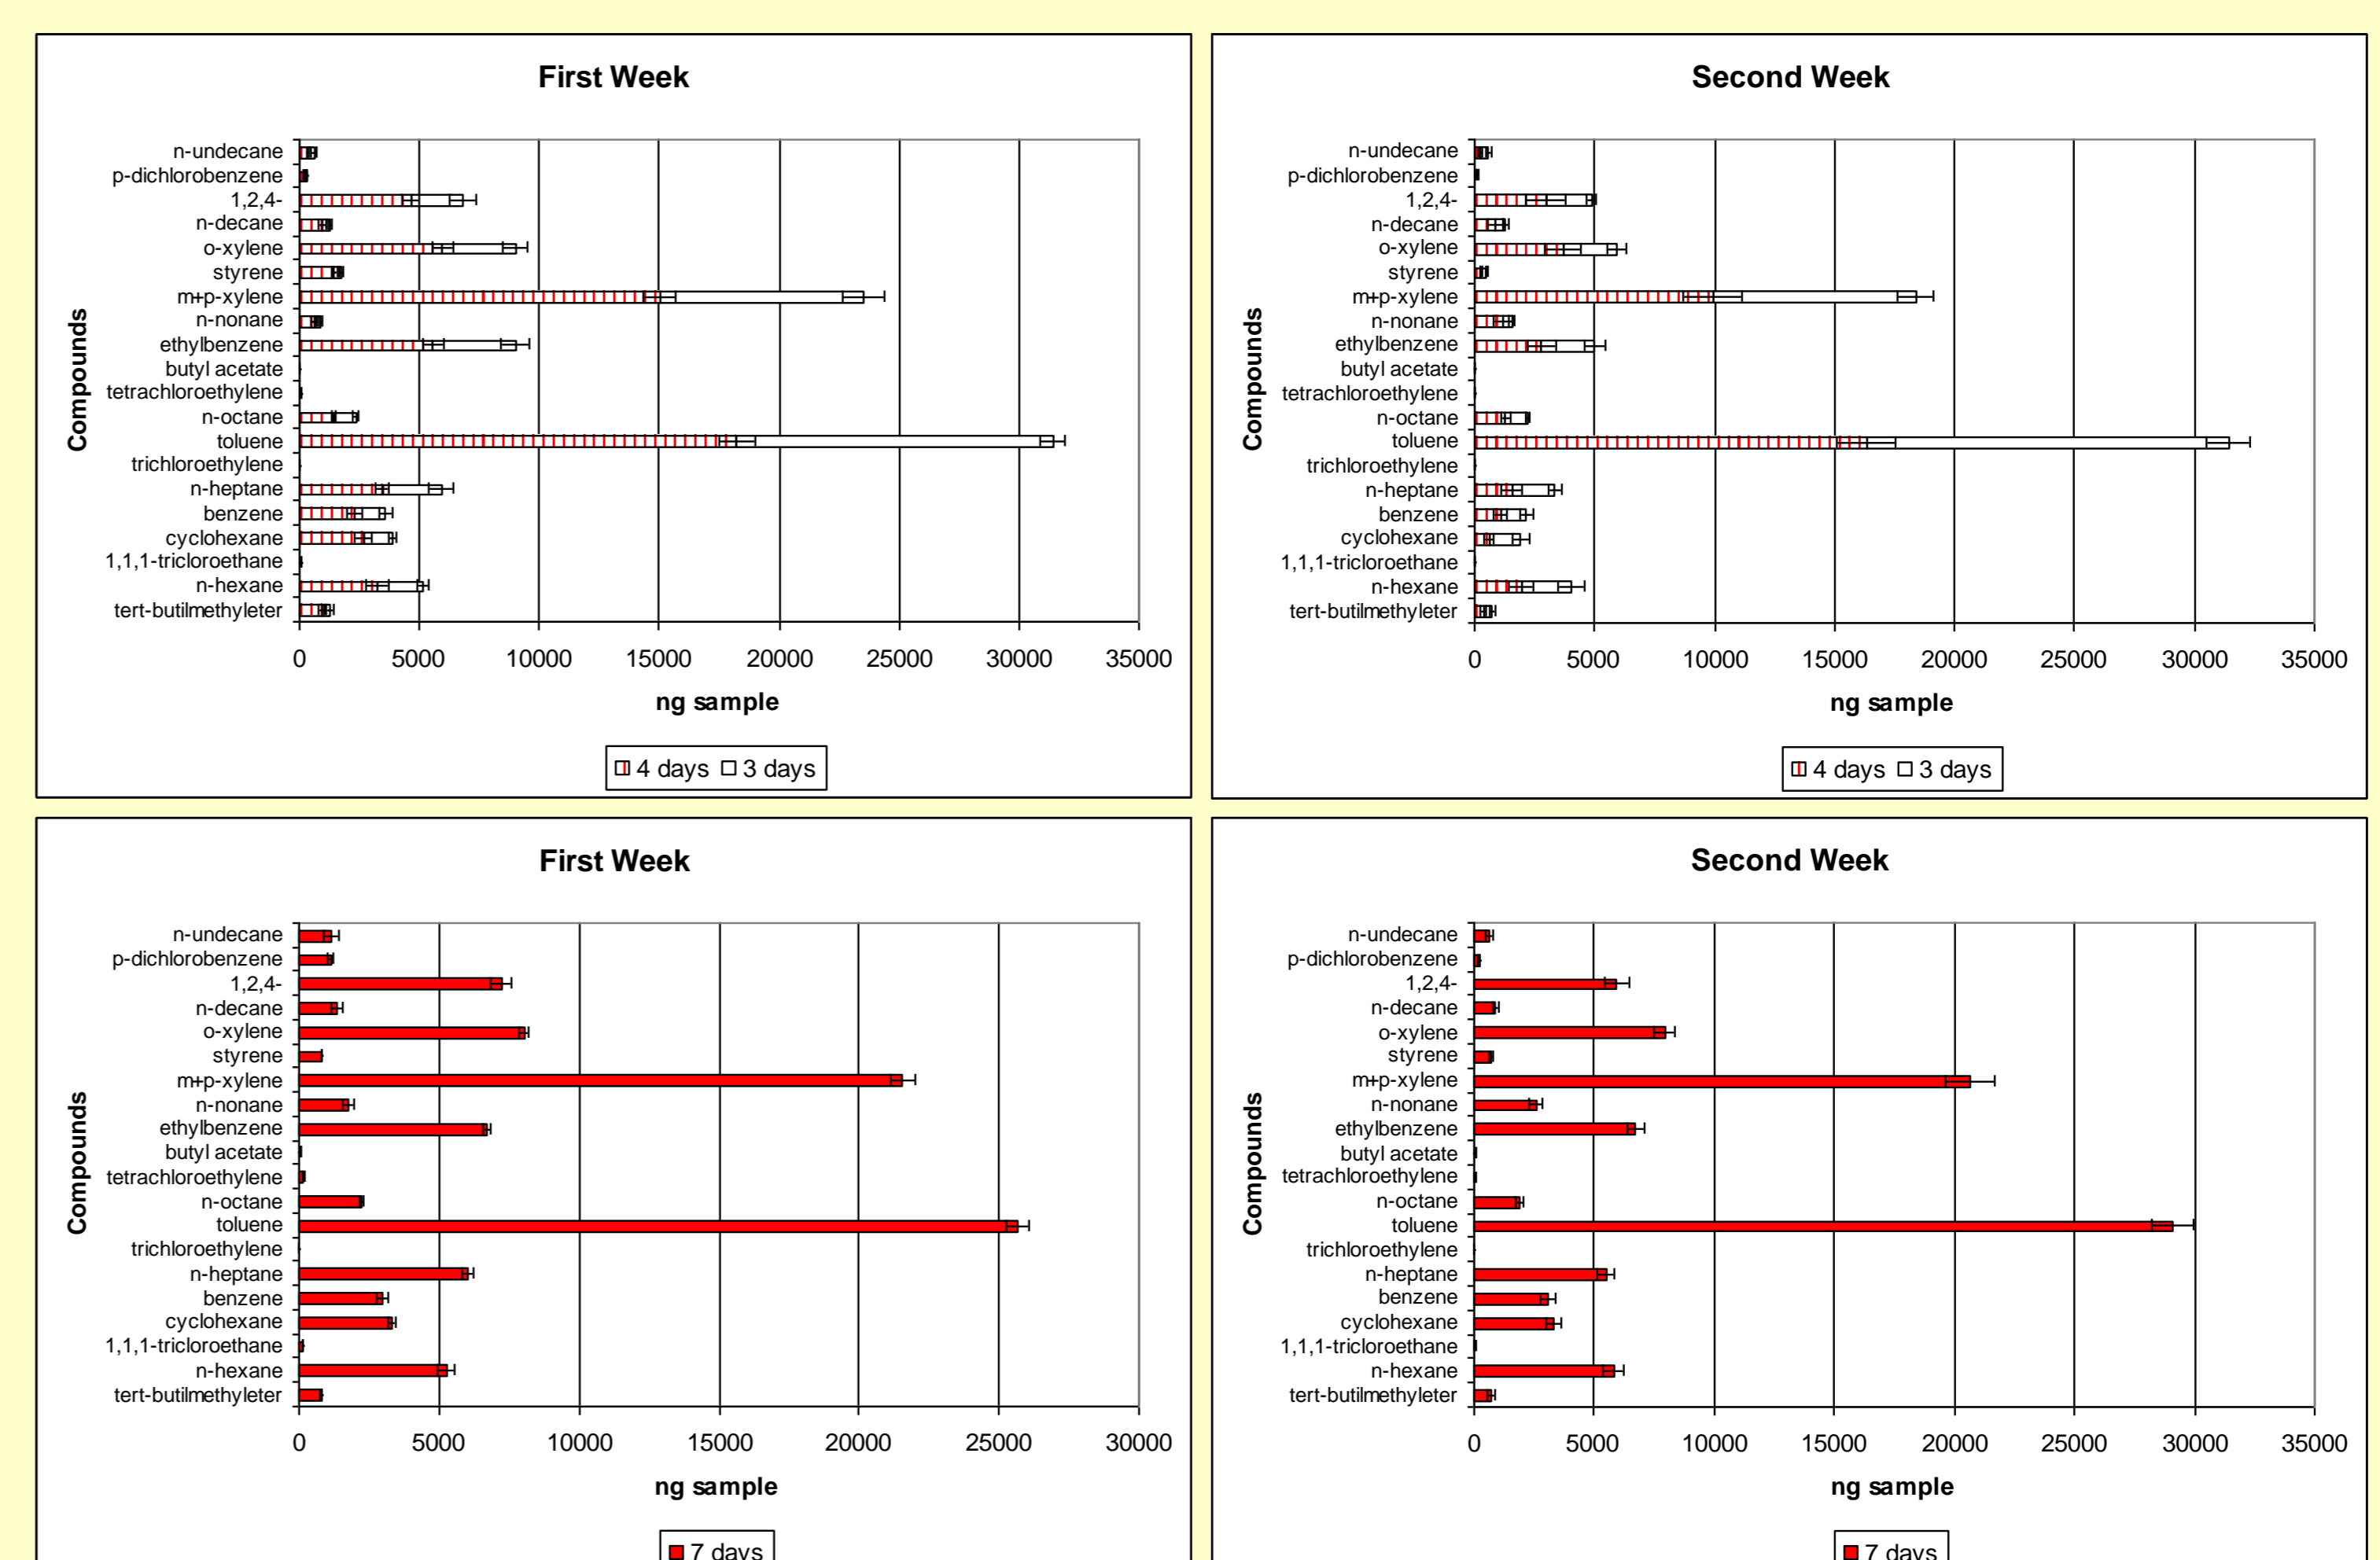 First Week
n-undecane
p-dichlorobenzene
1,2,4-
n-decane
o-xylene
styrene
m+p-xylene
n-nonane
ethylbenzene
butyl acetate
tetrachloroethylene
n-octane
toluene
trichloroethylene
n-heptane
benzene
cyclohexane
1,1,1-tricloroethane
n-hexane
tert-butilmethyleter
Compounds
0 5000 10000 15000 20000 25000 30000 35000
ng sample
4 days 3 days
Second Week
n-undecane
p-dichlorobenzene
1,2,4-
n-decane
o-xylene
styrene
m+p-xylene
n-nonane
ethylbenzene
butyl acetate
tetrachloroethylene
n-octane
toluene
trichloroethylene
n-heptane
benzene
cyclohexane
1,1,1-tricloroethane
n-hexane
tert-butilmethyleter
Compounds
0 5000 10000 15000 20000 25000 30000 35000
ng sample
4 days 3 days
First Week
n-undecane
p-dichlorobenzene
1,2,4-
n-decane
o-xylene
styrene
m+p-xylene
n-nonane
ethylbenzene
butyl acetate
tetrachloroethylene
n-octane
toluene
trichloroethylene
n-heptane
benzene
cyclohexane
1,1,1-tricloroethane
n-hexane
tert-butilmethyleter
Compounds
0 5000 10000 15000 20000 25000 30000
ng sample
7 days
Second Week
n-undecane
p-dichlorobenzene
1,2,4-
n-decane
o-xylene
styrene
m+p-xylene
n-nonane
ethylbenzene
butyl acetate
tetrachloroethylene
n-octane
toluene
trichloroethylene
n-heptane
benzene
cyclohexane
1,1,1-tricloroethane
n-hexane
tert-butilmethyleter
Compounds
0 5000 10000 15000 20000 25000 30000 35000
ng sample
7 days